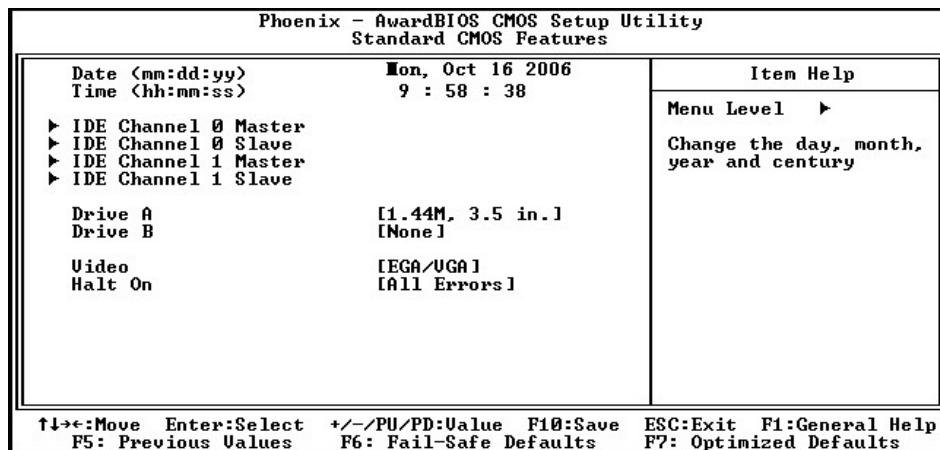 Phoenix - AwardBIOS CMOS Setup Utility
Standard CMOS Features
Date (mm:dd:yy) Mon, Oct 16 2006
Time (hh:mm:ss) 9 : 58 : 38
▶ IDE Channel 0 Master
▶ IDE Channel 0 Slave
▶ IDE Channel 1 Master
▶ IDE Channel 1 Slave
Drive A [1.44M, 3.5 in.]
Drive B [None]
Video [EGA/VGA]
Halt On [All Errors]
Item Help
Menu Level ▶
Change the day, month,
year and century
↑↓→←:Move Enter:Select +/-/PU/PD:Value F10:Save ESC:Exit F1:General Help
F5: Previous Values F6: Fail-Safe Defaults F7: Optimized Defaults